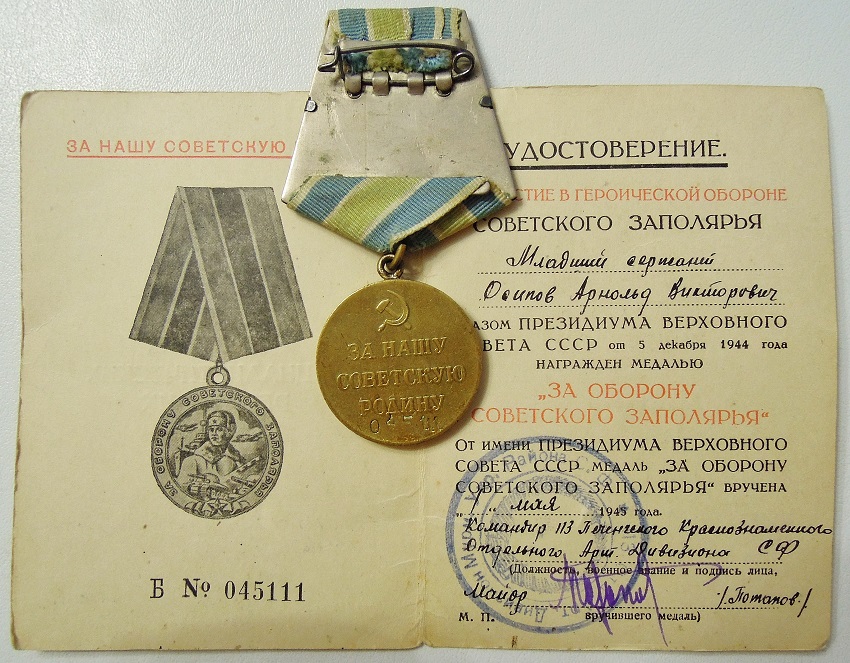 ЗА НАШУ СОВЕТСКУЮ
ЗА ОБОРОНУ СОВЕТСКОГО ЗАПОЛЯРЬЯ
Б № 045111
ЗА НАШУ
СОВЕТСКУЮ
РОДИНУ
УДОСТОВЕРЕНИЕ.
СТИЕ В ГЕРОИЧЕСКОЙ ОБОРОНЕ
СОВЕТСКОГО ЗАПОЛЯРЬЯ
Младший сержант
Осипов Арнольд Викторович
АЗОМ ПРЕЗИДИУМА ВЕРХОВНОГО
ВЕТА СССР от 5 декабря 1944 года
НАГРАЖДЕН МЕДАЛЬЮ
„ЗА ОБОРОНУ
СОВЕТСКОГО ЗАПОЛЯРЬЯ“
От имени ПРЕЗИДИУМА ВЕРХОВНОГО
СОВЕТА СССР медаль „ЗА ОБОРОНУ
СОВЕТСКОГО ЗАПОЛЯРЬЯ“ ВРУЧЕНА
мая 1945 года.
Командир 113 Печенгского Краснознаменного
Отдельного Арт. Дивизиона СФ
(Должность, военное звание и подпись лица,
Майор /Потапов/
М. П. вручившего медаль)